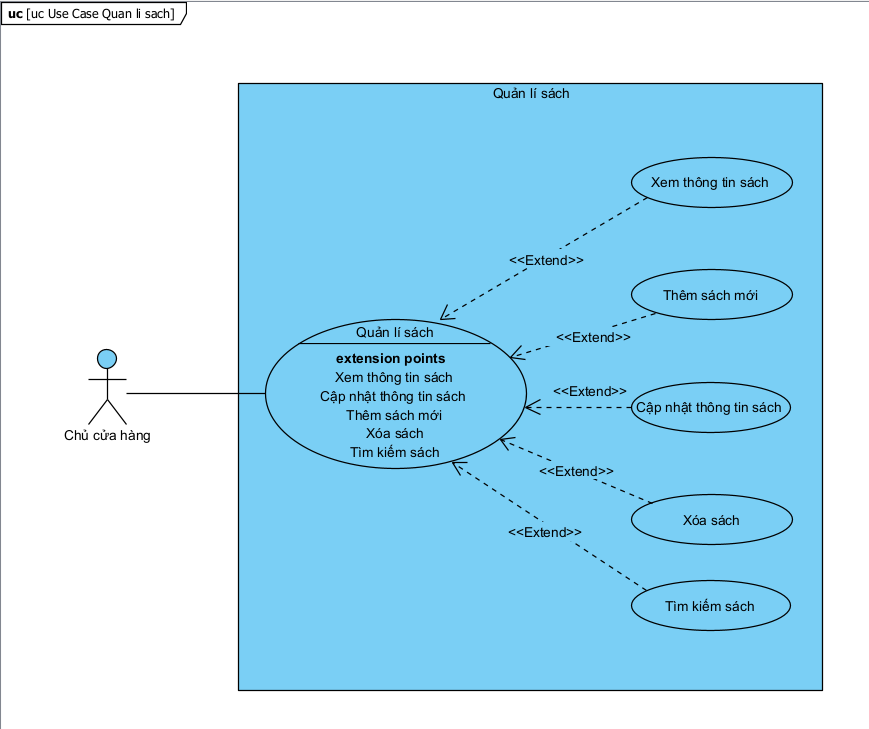 uc [uc Use Case Quan li sach]
Quản lí sách
Xem thông tin sách
<<Extend>>
Thêm sách mới
<<Extend>>
Quản lí sách
extension points
Xem thông tin sách
Cập nhật thông tin sách
Thêm sách mới
Xóa sách
Tìm kiếm sách
<<Extend>>
Cập nhật thông tin sách
Chủ cửa hàng
<<Extend>>
Xóa sách
<<Extend>>
Tìm kiếm sách